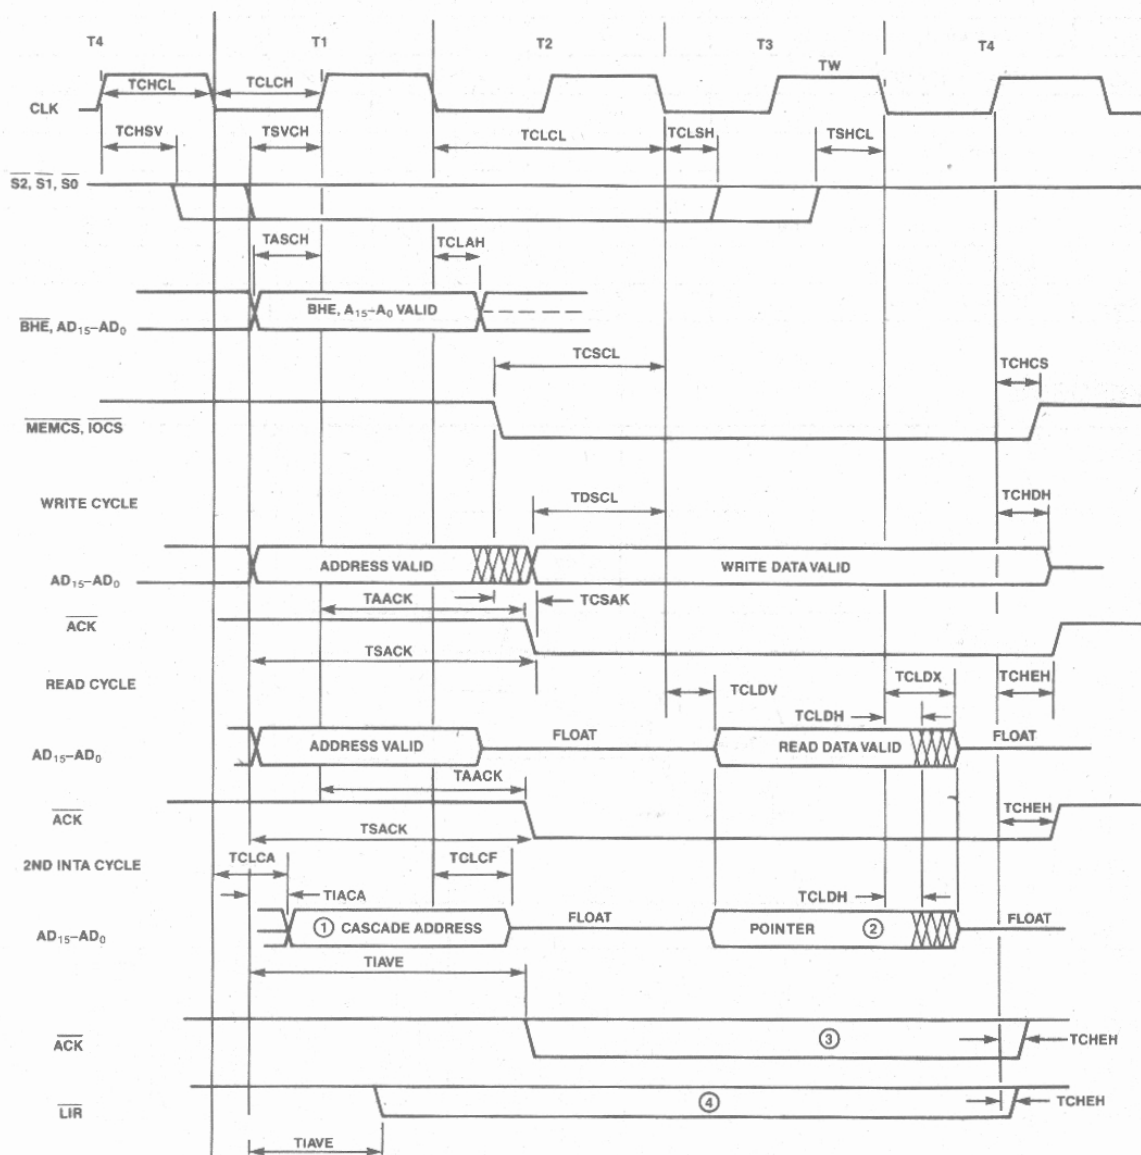 T4 T1 T2 T3 T4
TW
TCHCL TCLCH
CLK
TCHSV TSVCH TCLCL TCLSH TSHCL
S2, S1, S0
TASCH TCLAH
BHE, A15–A0 VALID
BHE, AD15–AD0
TCSCL TCHCS
MEMCS, IOCS
WRITE CYCLE TDSCL TCHDH
ADDRESS VALID WRITE DATA VALID
AD15–AD0
TAACK TCSAK
ACK
TSACK
READ CYCLE TCLDV TCLDX TCHEH
TCLDH
ADDRESS VALID FLOAT READ DATA VALID FLOAT
AD15–AD0
TAACK
ACK TCHEH
TSACK
2ND INTA CYCLE TCLCA TCLCF
TIACA TCLDH
① CASCADE ADDRESS FLOAT POINTER ② FLOAT
AD15–AD0
TIAVE
ACK ③ TCHEH
LIR ④ TCHEH
TIAVE